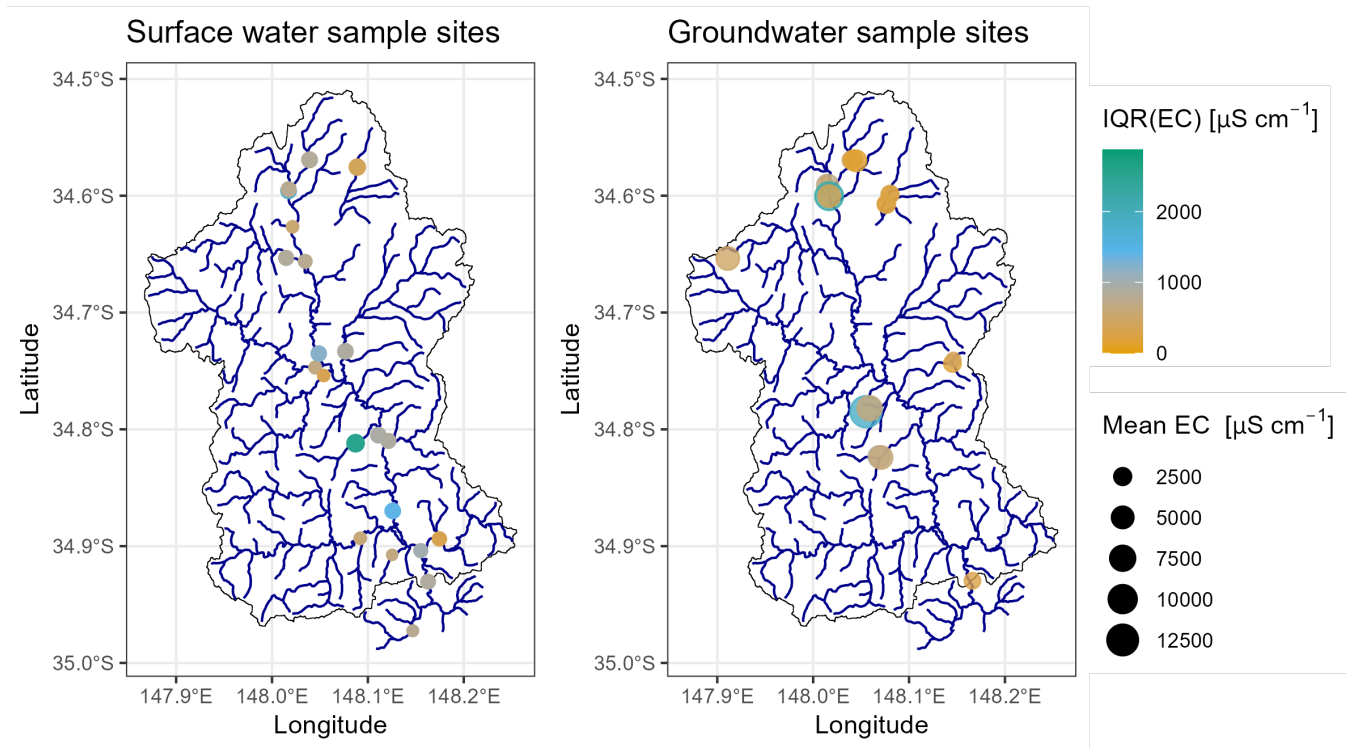 Surface water sample sites
34.5°S
34.6°S
34.7°S
34.8°S
34.9°S
35.0°S
Latitude
147.9°E 148.0°E 148.1°E 148.2°E
Longitude
Groundwater sample sites
34.5°S
34.6°S
34.7°S
34.8°S
34.9°S
35.0°S
Latitude
147.9°E 148.0°E 148.1°E 148.2°E
Longitude
IQR(EC) [µS cm⁻¹]
2000
1000
0
Mean EC [µS cm⁻¹]
2500
5000
7500
10000
12500